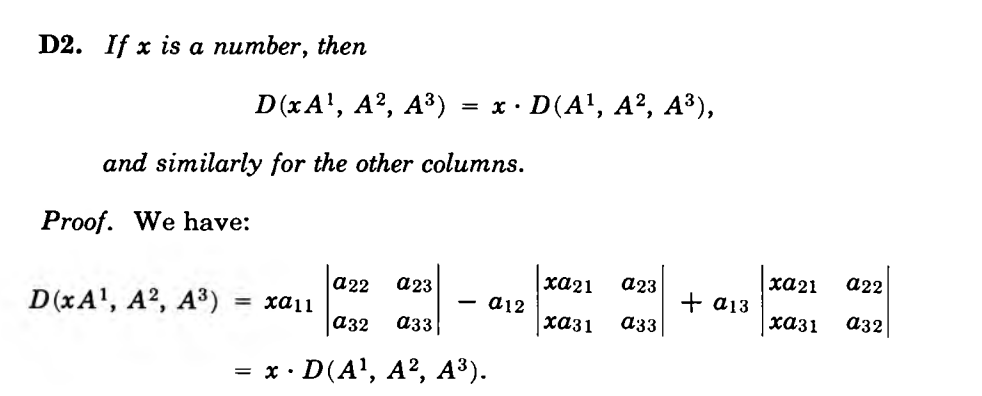 D2. If x is a number, then
D(xA¹, A², A³) = x · D(A¹, A², A³),
and similarly for the other columns.
Proof. We have:
D(xA¹, A², A³) = xa₁₁ |a₂₂ a₂₃; a₃₂ a₃₃| − a₁₂ |xa₂₁ a₂₃; xa₃₁ a₃₃| + a₁₃ |xa₂₁ a₂₂; xa₃₁ a₃₂|
= x · D(A¹, A², A³).